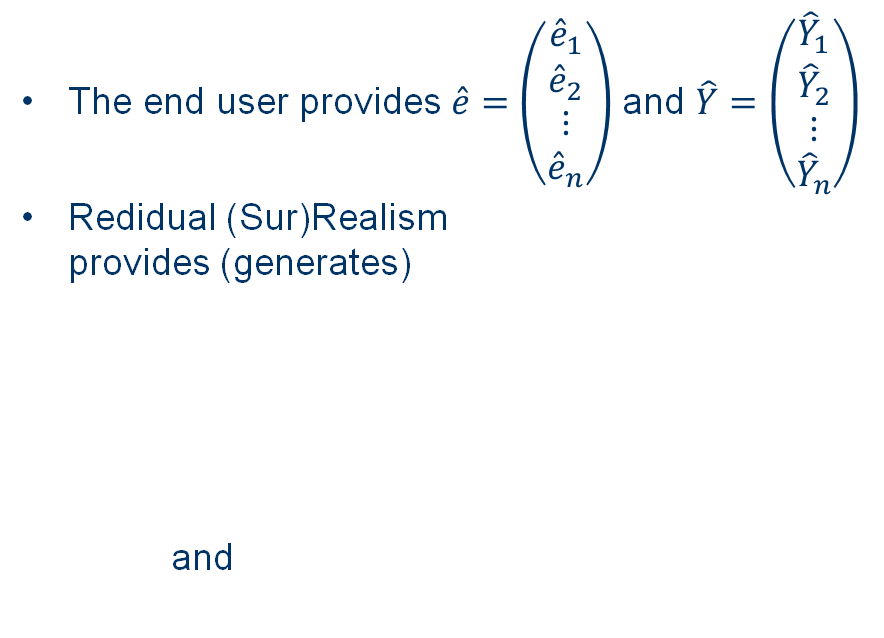 • The end user provides ê = (ê₁ ê₂ ⋮ êₙ) and Ŷ = (Ŷ₁ Ŷ₂ ⋮ Ŷₙ)
• Redidual (Sur)Realism
provides (generates)
and